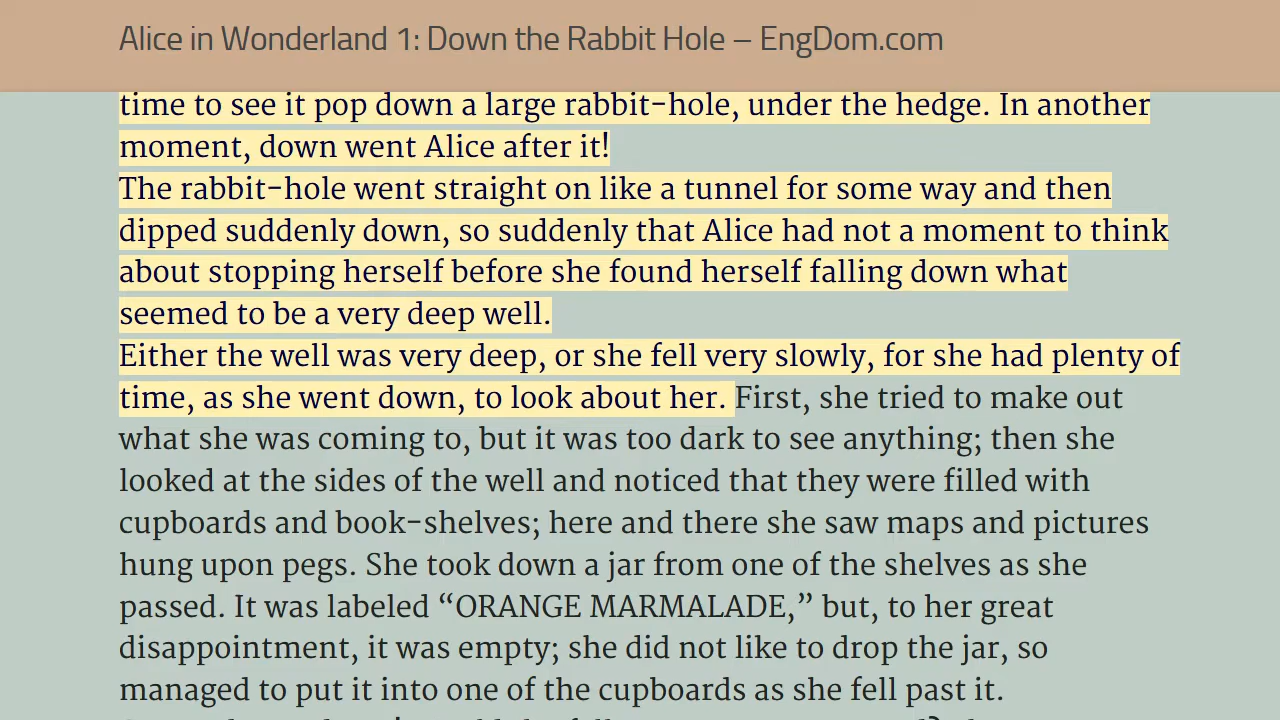 Alice in Wonderland 1: Down the Rabbit Hole – EngDom.com
time to see it pop down a large rabbit-hole, under the hedge. In another
moment, down went Alice after it!
The rabbit-hole went straight on like a tunnel for some way and then
dipped suddenly down, so suddenly that Alice had not a moment to think
about stopping herself before she found herself falling down what
seemed to be a very deep well.
Either the well was very deep, or she fell very slowly, for she had plenty of
time, as she went down, to look about her. First, she tried to make out
what she was coming to, but it was too dark to see anything; then she
looked at the sides of the well and noticed that they were filled with
cupboards and book-shelves; here and there she saw maps and pictures
hung upon pegs. She took down a jar from one of the shelves as she
passed. It was labeled “ORANGE MARMALADE,” but, to her great
disappointment, it was empty; she did not like to drop the jar, so
managed to put it into one of the cupboards as she fell past it.